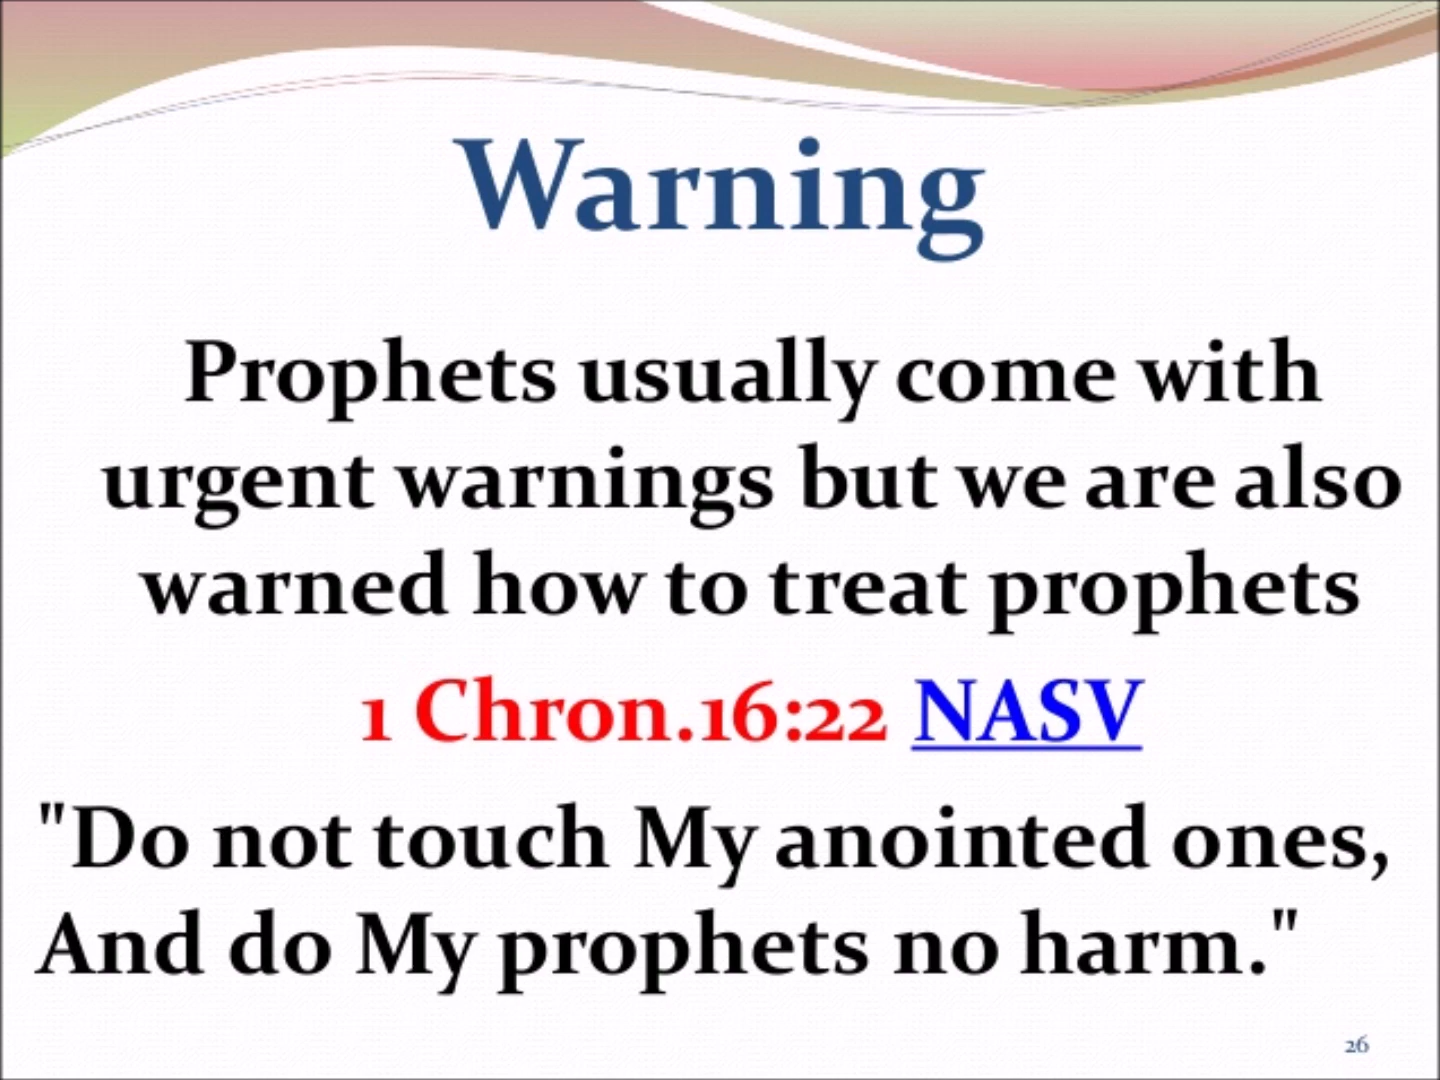 Warning
Prophets usually come with
urgent warnings but we are also
warned how to treat prophets
1 Chron.16:22 NASV
"Do not touch My anointed ones,
And do My prophets no harm."
26